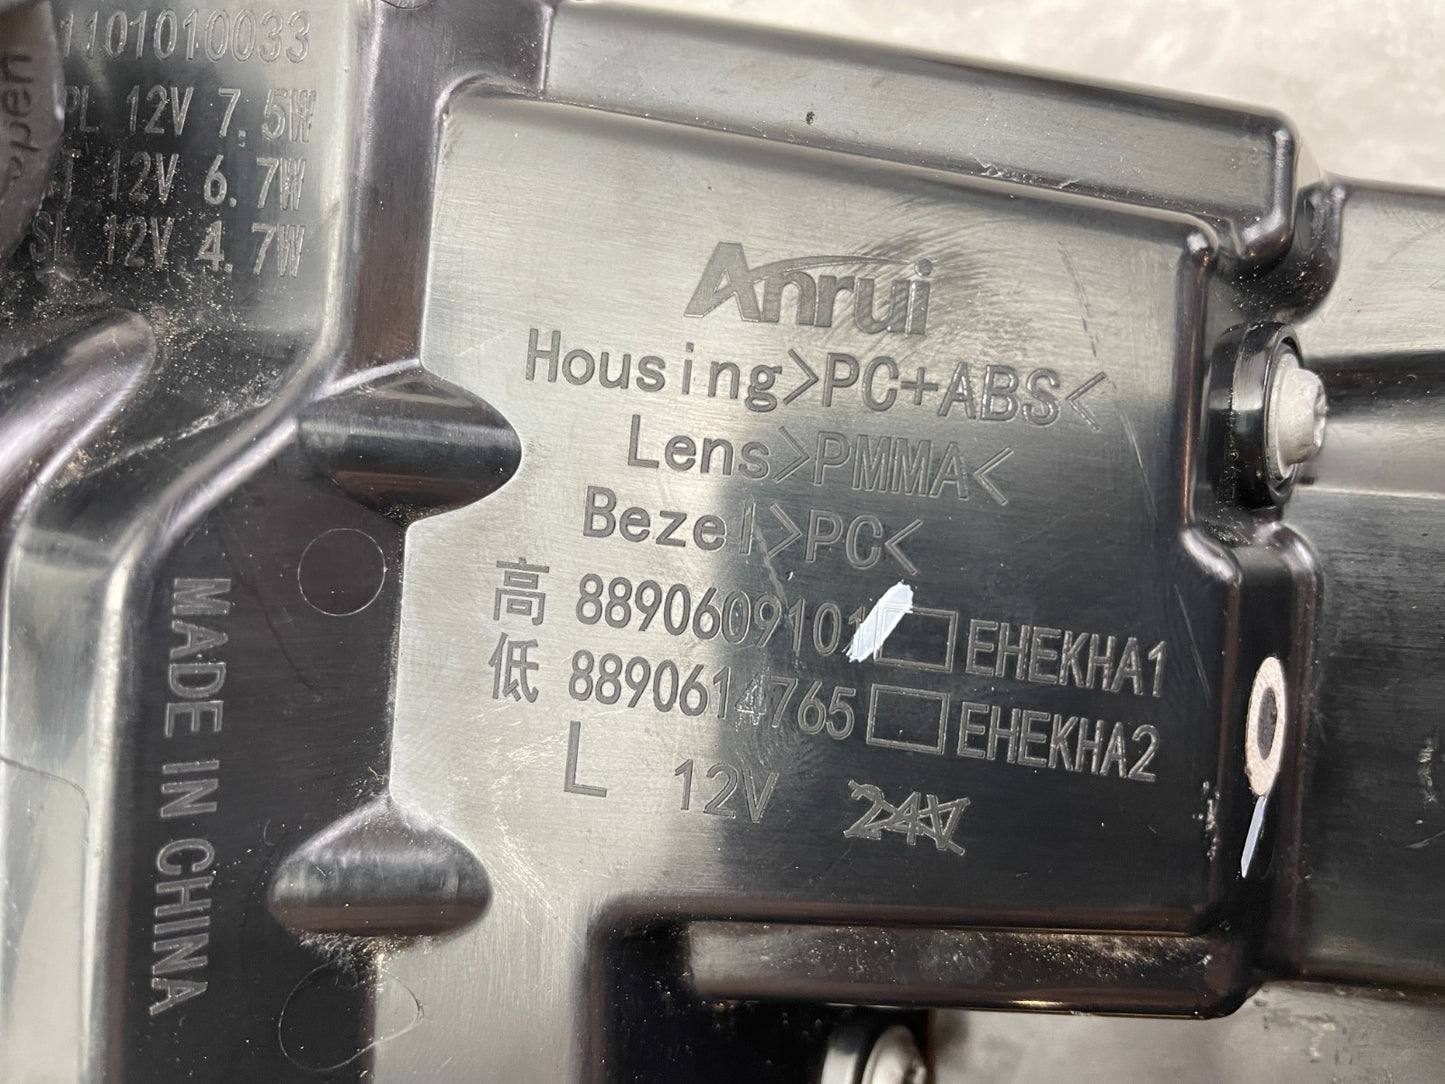 1101010033
PL 12V 7.5W
T 12V 6.7W
SL 12V 4.7W
Anrui
Housing>PC+ABS<
Lens>PMMA<
Bezel>PC<
高 8890609101 EHEKHA1
低 8890614765 EHEKHA2
L 12V 24V
MADE IN CHINA